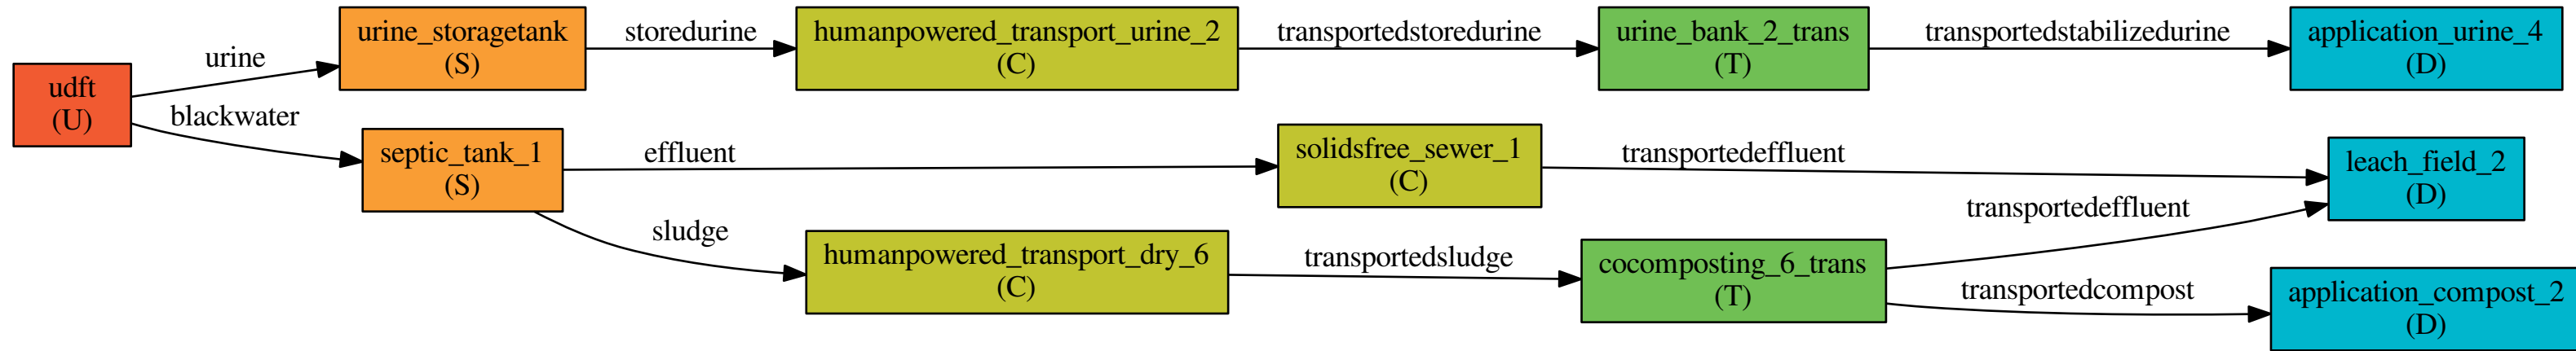 udft
(U)
urine
blackwater
urine_storagetank
(S)
storedurine
humanpowered_transport_urine_2
(C)
transportedstoredurine
urine_bank_2_trans
(T)
transportedstabilizedurine
application_urine_4
(D)
septic_tank_1
(S)
effluent
solidsfree_sewer_1
(C)
transportedeffluent
leach_field_2
(D)
sludge
humanpowered_transport_dry_6
(C)
transportedsludge
cocomposting_6_trans
(T)
transportedeffluent
transportedcompost
application_compost_2
(D)